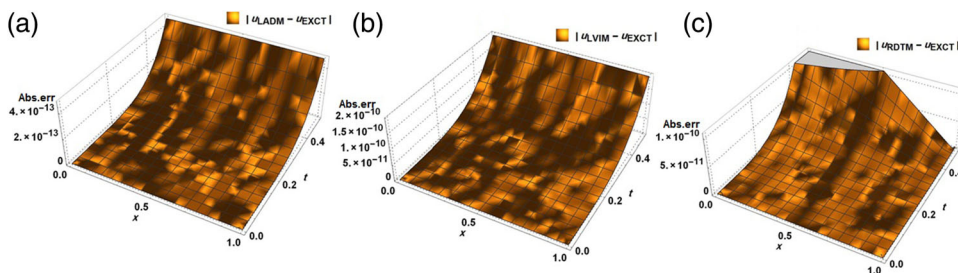 (a)
| uLADM − uEXCT |
Abs.err
4.×10−13
2.×10−13
0
0.0
0.5
x
1.0
0.0
0.2
t
0.4
(b)
| uLVIM − uEXCT |
Abs.err
2.×10−10
1.5×10−10
1.×10−10
5.×10−11
0
0.0
0.5
x
1.0
0.0
0.2
t
0.4
(c)
| uRDTM − uEXCT |
Abs.err
1.×10−10
5.×10−11
0
0.0
0.5
x
1.0
0.0
0.2
t